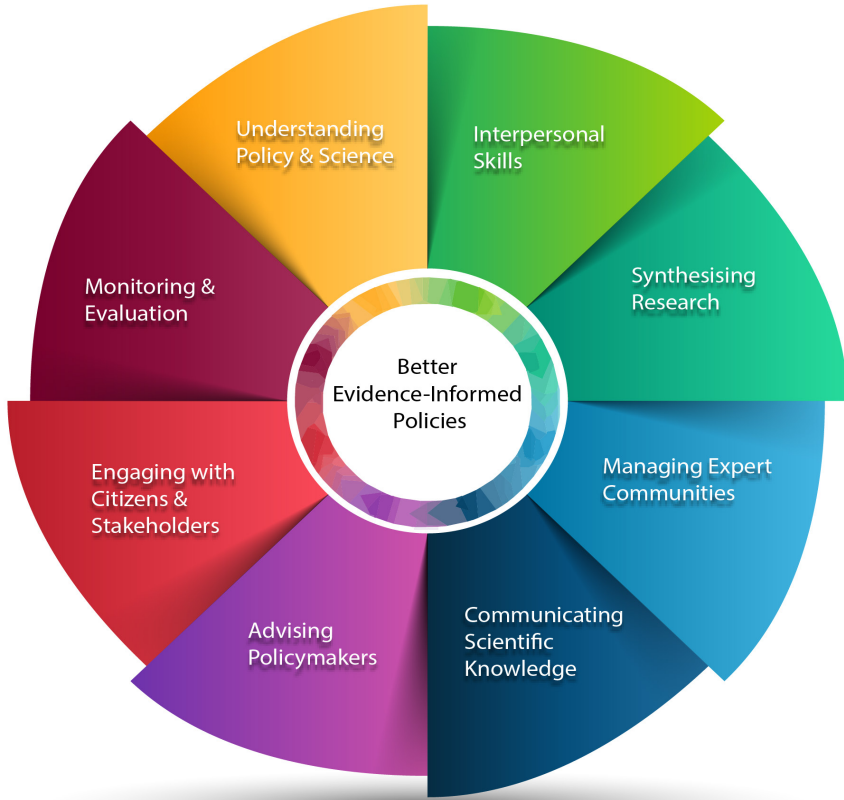 Understanding
Policy & Science
Interpersonal
Skills
Synthesising
Research
Managing Expert
Communities
Communicating
Scientific
Knowledge
Advising
Policymakers
Engaging with
Citizens &
Stakeholders
Monitoring &
Evaluation
Better
Evidence-Informed
Policies